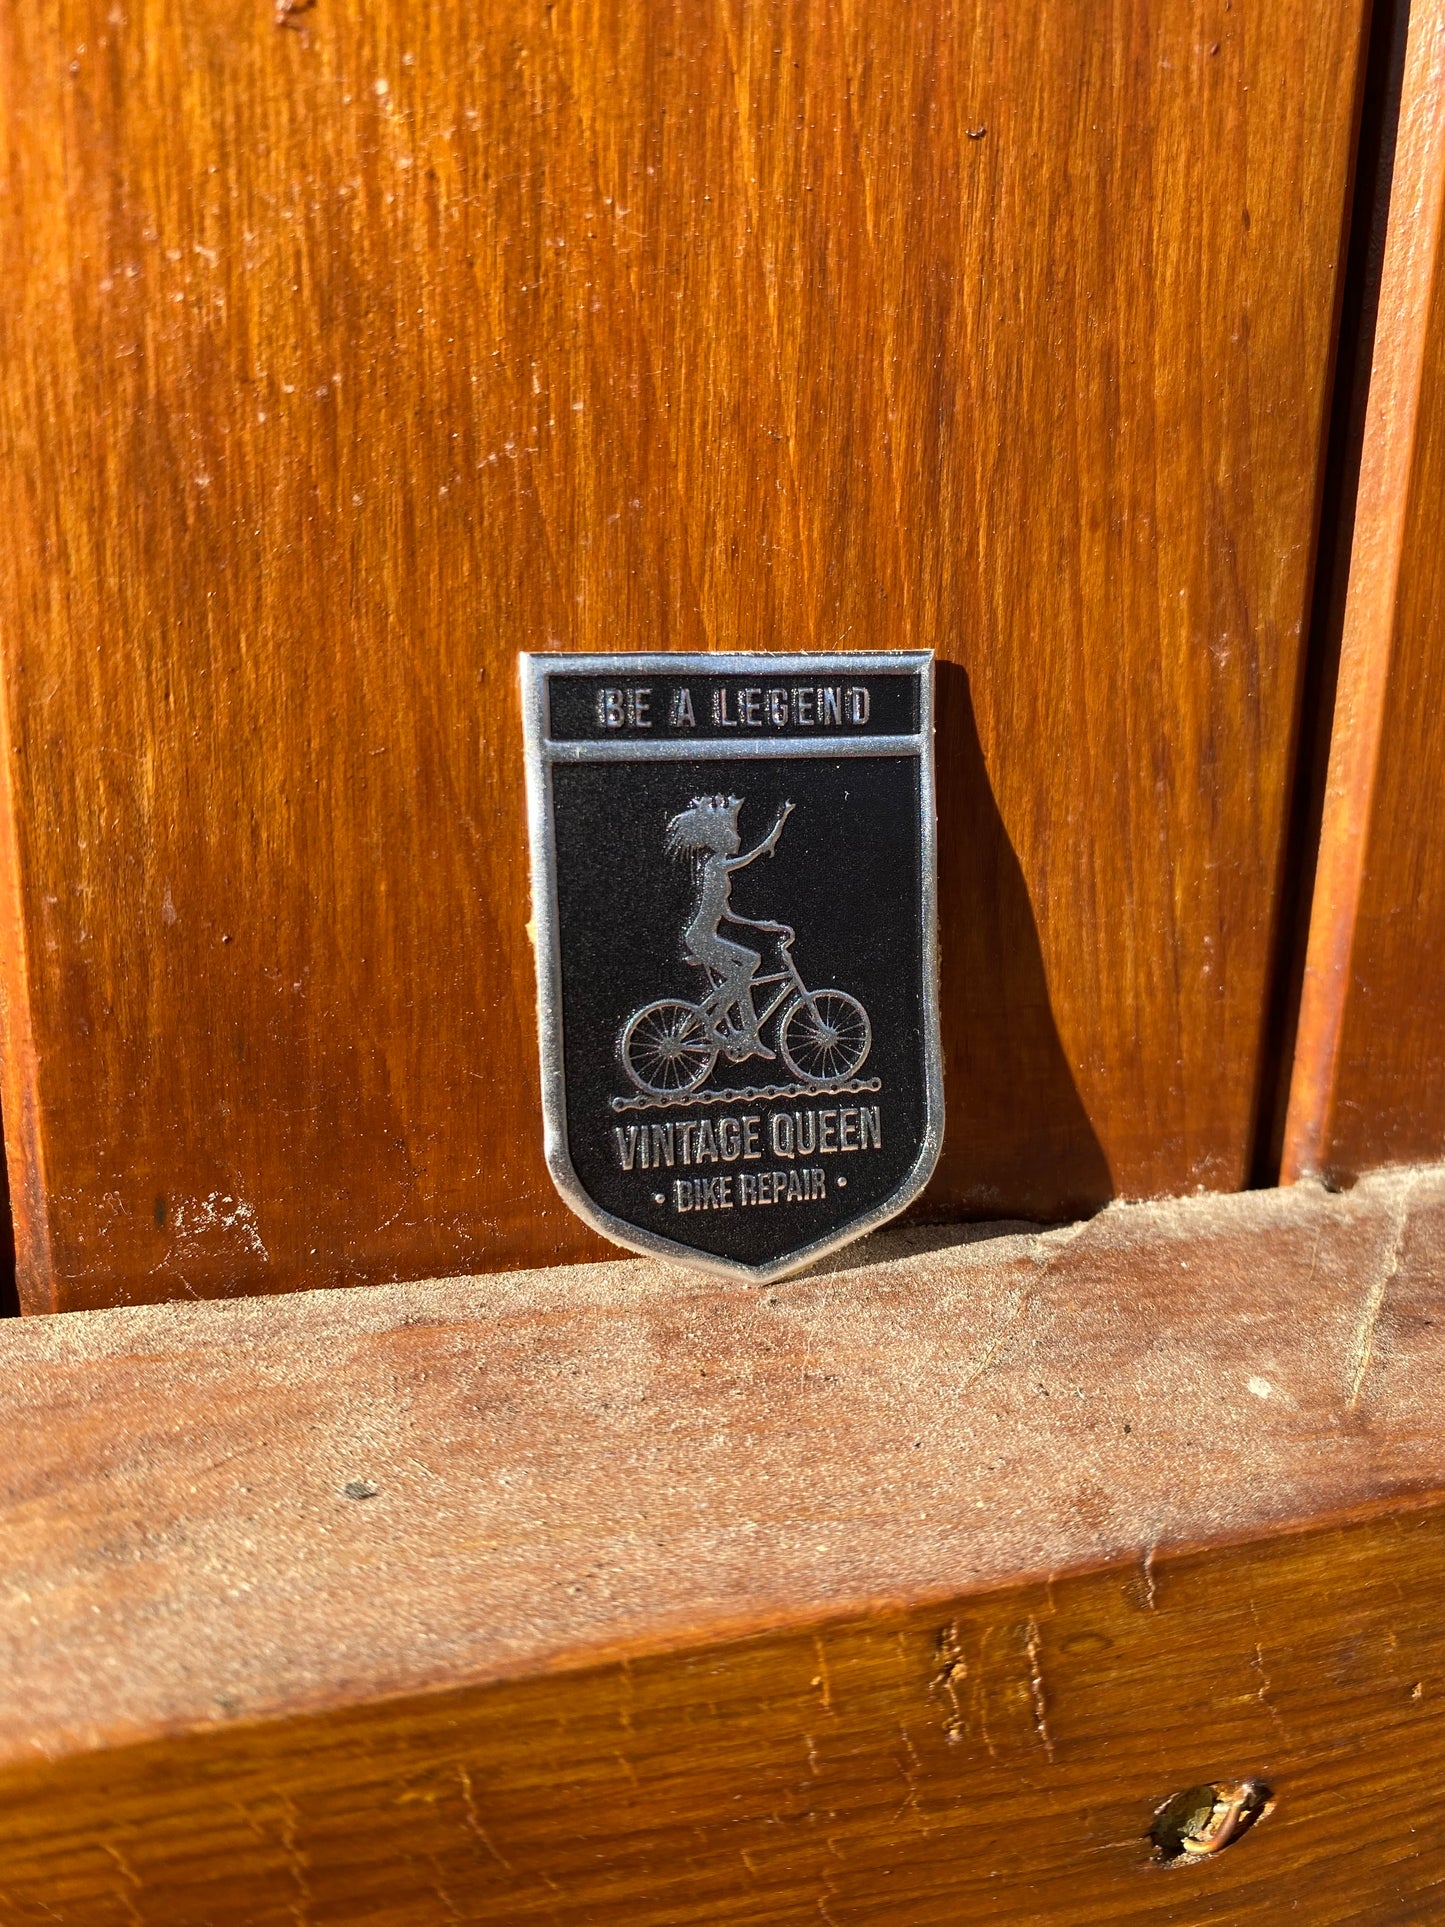 BE A LEGEND
VINTAGE QUEEN
· BIKE REPAIR ·